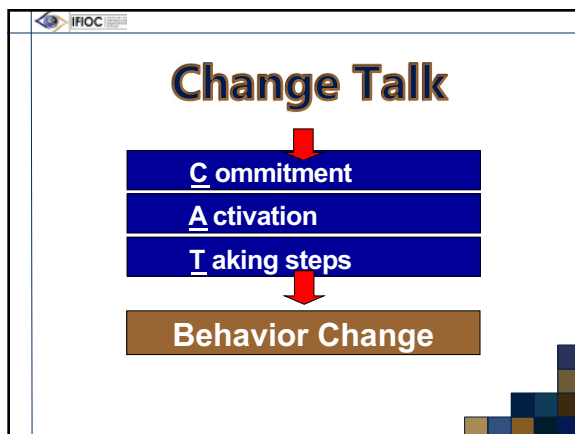 IFIOC
Change Talk
C ommitment
A ctivation
T aking steps
Behavior Change